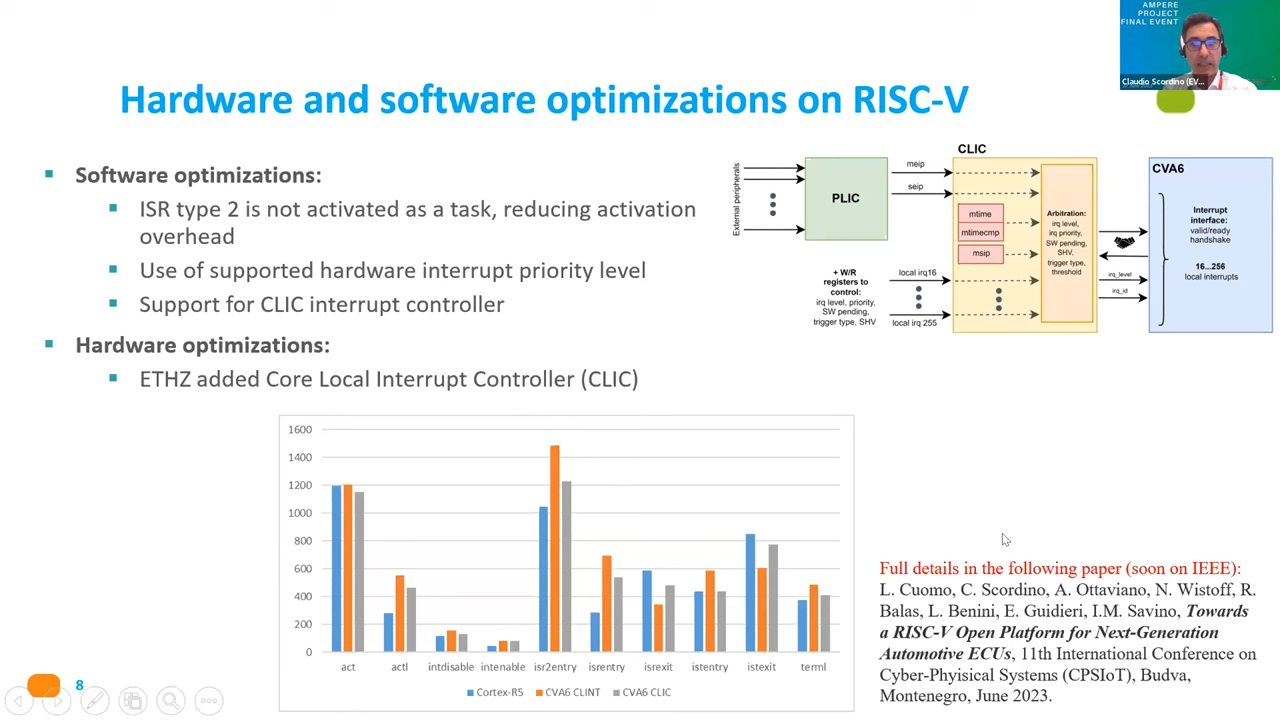 AMPERE
PROJECT
FINAL EVENT
Claudio Scordino (EV...
Hardware and software optimizations on RISC-V
Software optimizations:
ISR type 2 is not activated as a task, reducing activation
overhead
Use of supported hardware interrupt priority level
Support for CLIC interrupt controller
Hardware optimizations:
ETHZ added Core Local Interrupt Controller (CLIC)
External peripherals
PLIC
meip
seip
CLIC
mtime
mtimecmp
msip
Arbitration:
irq level,
irq priority,
SW pending,
SHV,
trigger type,
threshold
+ W/R
registers to
control:
irq level, priority,
SW pending,
trigger type, SHV
local irq16
local irq 255
irq_level
irq_id
CVA6
Interrupt
interface:
valid/ready
handshake
16...256
local interrupts
1600
1400
1200
1000
800
600
400
200
0
act actl intdisable intenable isr2entry isrentry isrexit istentry istexit terml
Cortex-R5 CVA6 CLINT CVA6 CLIC
Full details in the following paper (soon on IEEE):
L. Cuomo, C. Scordino, A. Ottaviano, N. Wistoff, R.
Balas, L. Benini, E. Guidieri, I.M. Savino, Towards
a RISC-V Open Platform for Next-Generation
Automotive ECUs, 11th International Conference on
Cyber-Phyisical Systems (CPSIoT), Budva,
Montenegro, June 2023.
8